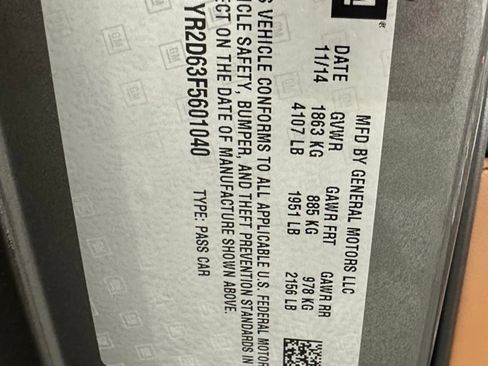 GM
®
MFD BY GENERAL MOTORS LLC
DATE GVWR GAWR FRT GAWR RR
11/14 1863 KG 885 KG 978 KG
4107 LB 1951 LB 2156 LB
S VEHICLE CONFORMS TO ALL APPLICABLE U.S. FEDERAL MOTOR
ICLE SAFETY, BUMPER, AND THEFT PREVENTION STANDARDS IN
ECT ON THE DATE OF MANUFACTURE SHOWN ABOVE.
YR2D63F5601040 TYPE: PASS CAR